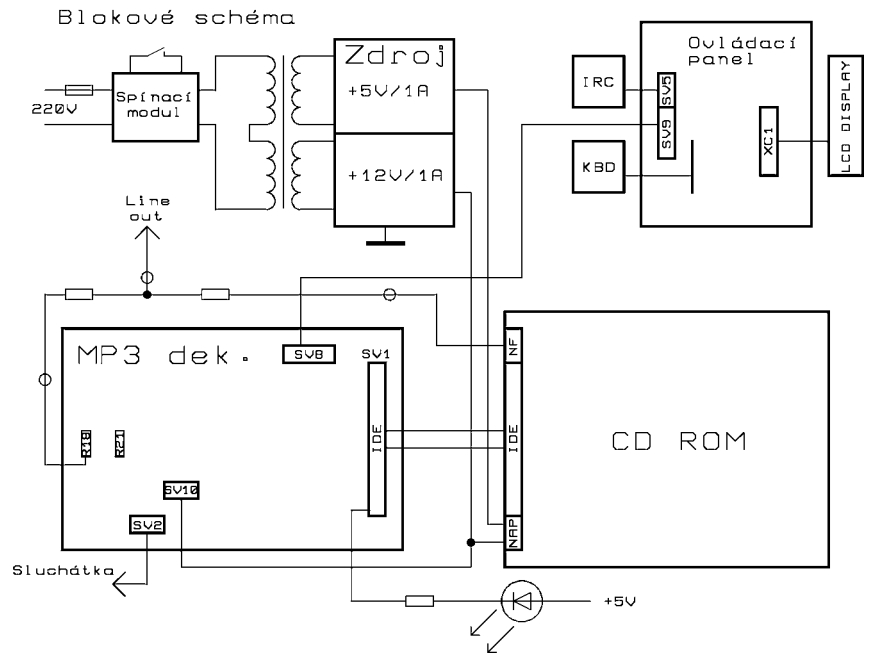 Blokové schéma
Zdroj
+5V/1A
+12V/1A
220V
Spínací
modul
Ovládací
panel
IRC
SV5
SV9
KBD
XC1
LCD DISPLAY
Line
out
MP3 dek.
SV8
SV1
IDE
R18
R21
SV10
SV2
Sluchátka
NF
IDE
NAP
CD ROM
+5V